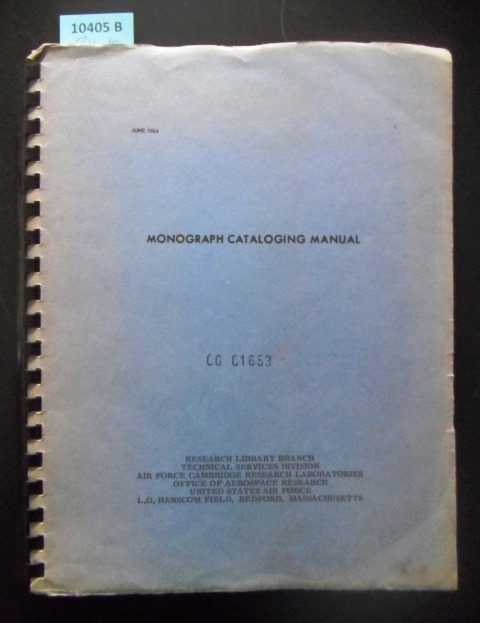 10405 B
JUNE
MONOGRAPH CATALOGING MANUAL
CG C1653
RESEARCH LIBRARY BRANCH
TECHNICAL SERVICES DIVISION
AIR FORCE CAMBRIDGE RESEARCH LABORATORIES
OFFICE OF AEROSPACE RESEARCH
UNITED STATES AIR FORCE
L.G. HANSCOM FIELD, BEDFORD, MASSACHUSETTS